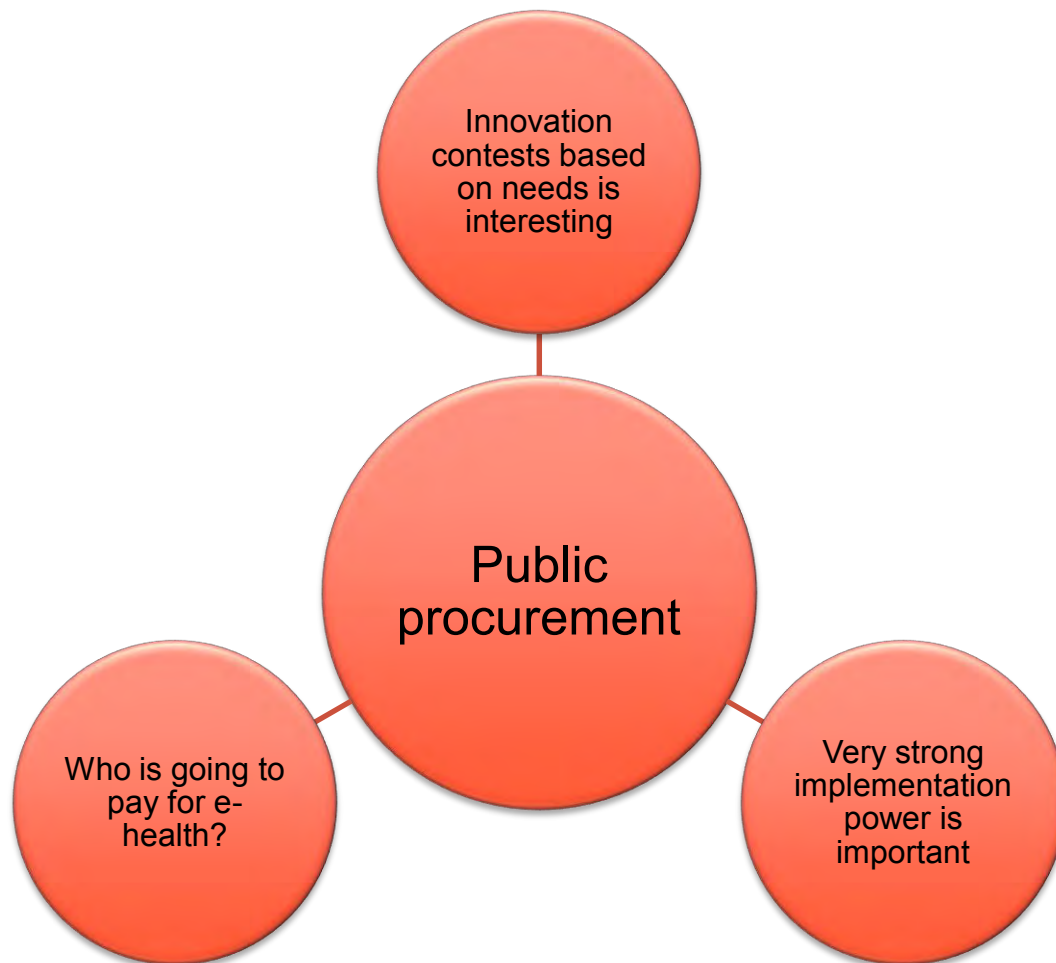 Innovation
contests based
on needs is
interesting
Public
procurement
Who is going to
pay for e-
health?
Very strong
implementation
power is
important